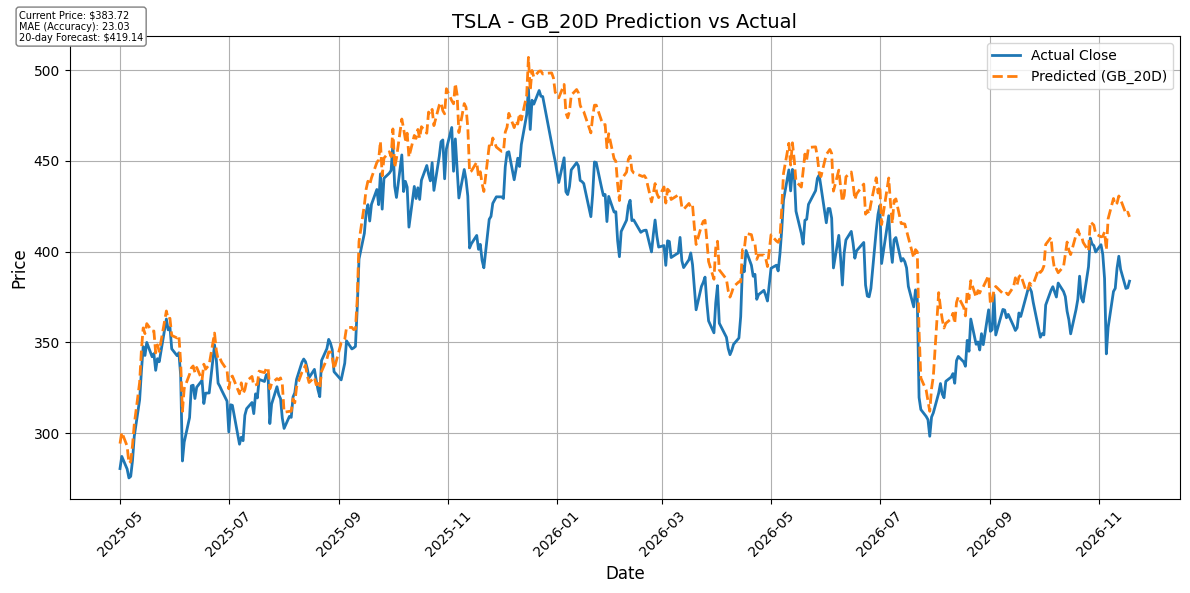 TSLA - GB_20D Prediction vs Actual
Current Price: $383.72
MAE (Accuracy): 23.03
20-day Forecast: $419.14
Actual Close
Predicted (GB_20D)
500
450
400
350
300
Price
2025-05
2025-07
2025-09
2025-11
2026-01
2026-03
2026-05
2026-07
2026-09
2026-11
Date